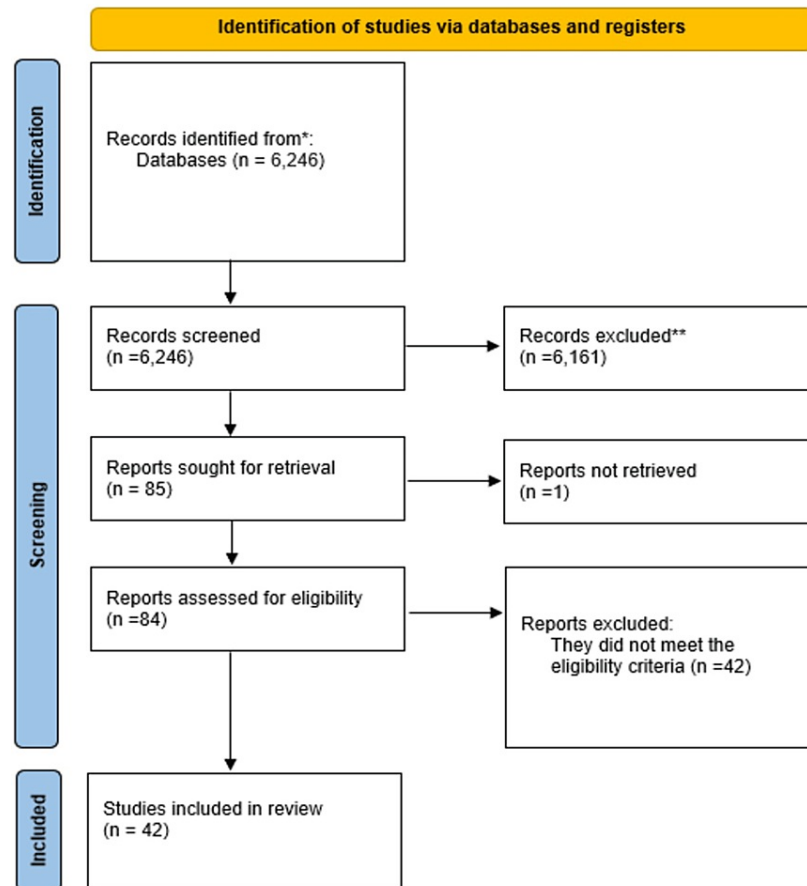 Identification of studies via databases and registers
Identification
Records identified from*:
Databases (n = 6,246)
Screening
Records screened
(n =6,246)
Records excluded**
(n =6,161)
Reports sought for retrieval
(n = 85)
Reports not retrieved
(n =1)
Reports assessed for eligibility
(n =84)
Reports excluded:
They did not meet the
eligibility criteria (n =42)
Included
Studies included in review
(n = 42)